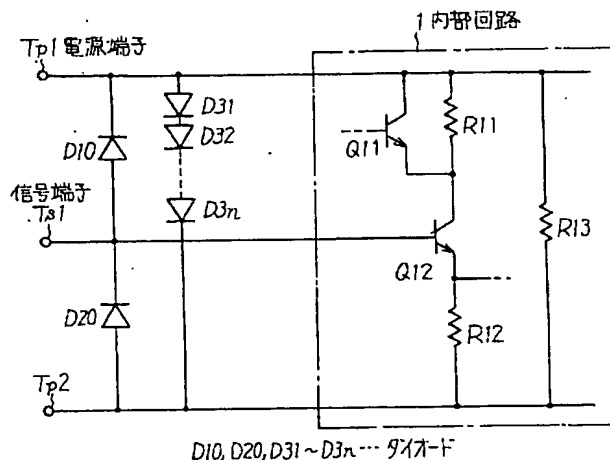 1 内部回路
Tp1 電源端子
D31
D32
D10
R11
Q11
信号端子
Ts1
D3n
R13
Q12
D20
R12
Tp2
D10, D20, D31~D3n … ダイオード